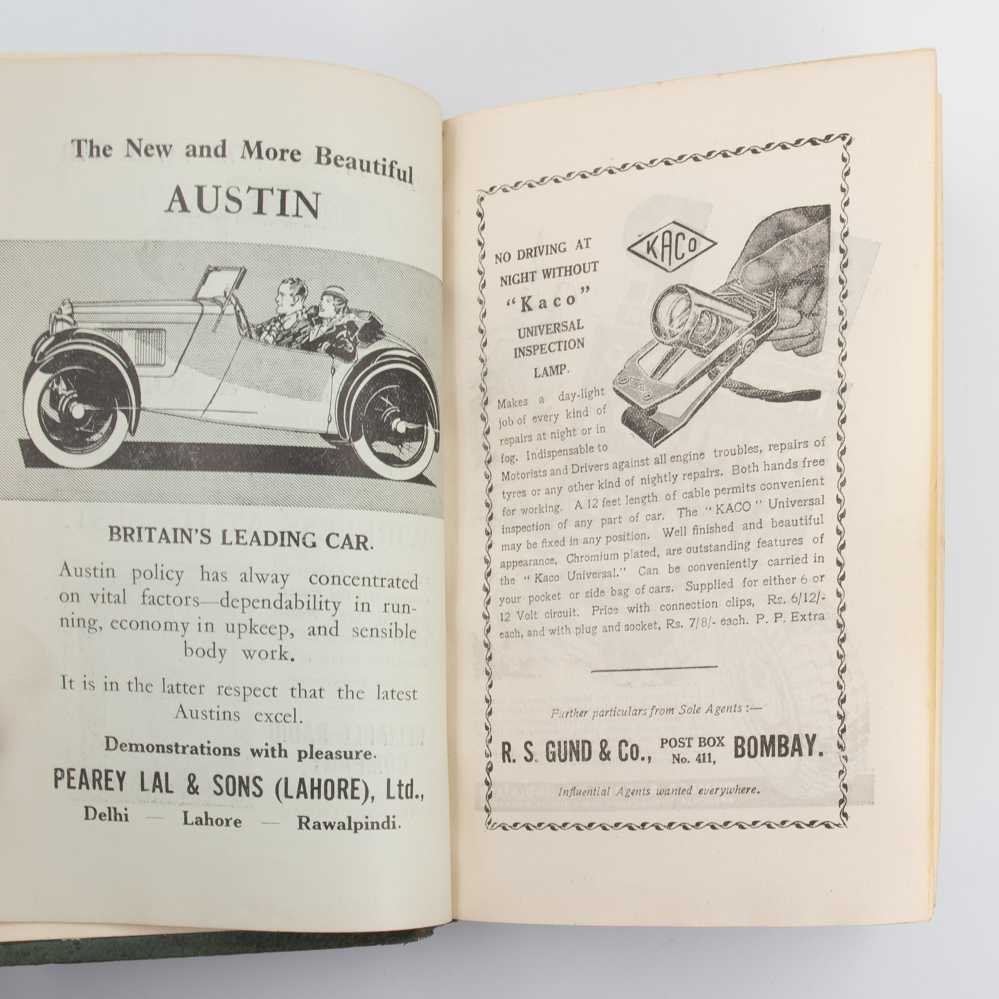 The New and More Beautiful
AUSTIN
BRITAIN'S LEADING CAR.
Austin policy has alway concentrated
on vital factors—dependability in run-
ning, economy in upkeep, and sensible
body work.
It is in the latter respect that the latest
Austins excel.
Demonstrations with pleasure.
PEAREY LAL & SONS (LAHORE), Ltd.,
Delhi — Lahore — Rawalpindi.
KACo
NO DRIVING AT
NIGHT WITHOUT
"Kaco"
UNIVERSAL
INSPECTION
LAMP.
Makes a day-light
job of every kind of
repairs at night or in
fog. Indispensable to
Motorists and Drivers against all engine troubles, repairs of
tyres or any other kind of nightly repairs. Both hands free
for working. A 12 feet length of cable permits convenient
inspection of any part of car. The "KACO" Universal
may be fixed in any position. Well finished and beautiful
appearance, Chromium plated, are outstanding features of
the "Kaco Universal." Can be conveniently carried in
your pocket or side bag of cars. Supplied for either 6 or
12 Volt circuit. Price with connection clips, Rs. 6/12/-
each, and with plug and socket, Rs. 7/8/- each. P. P. Extra
Further particulars from Sole Agents :—
R. S. GUND & Co., POST BOX No. 411, BOMBAY.
Influential Agents wanted everywhere.